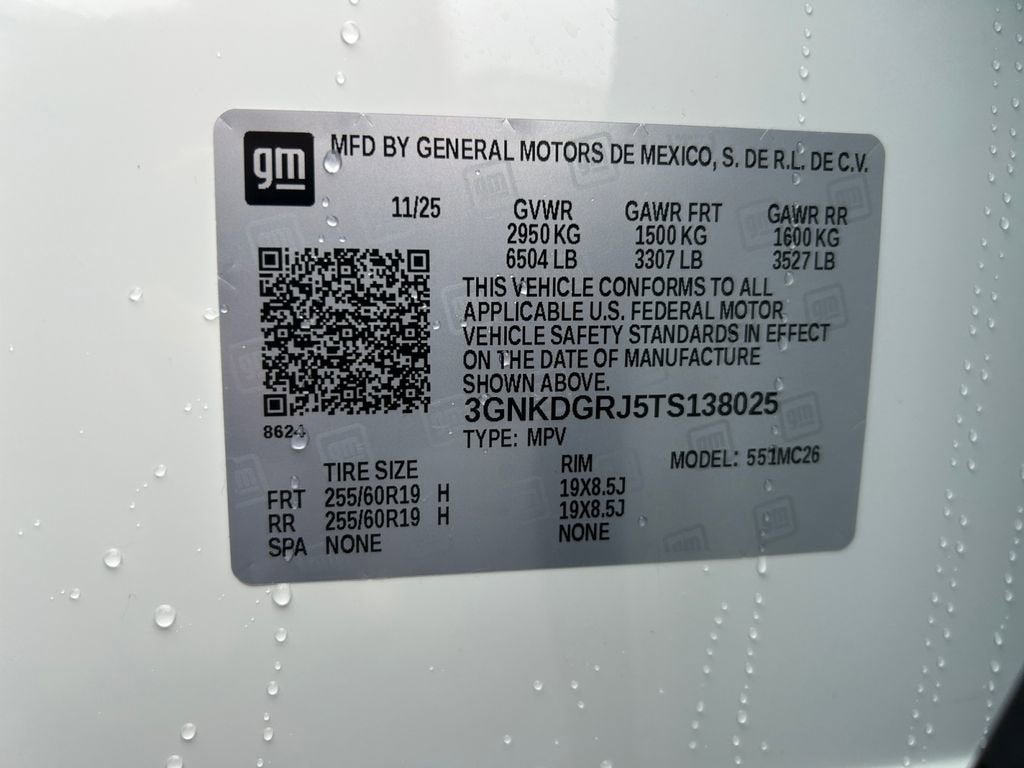 gm MFD BY GENERAL MOTORS DE MEXICO, S. DE R.L. DE C.V.
11/25 GVWR GAWR FRT GAWR RR
2950 KG 1500 KG 1600 KG
6504 LB 3307 LB 3527 LB
THIS VEHICLE CONFORMS TO ALL
APPLICABLE U.S. FEDERAL MOTOR
VEHICLE SAFETY STANDARDS IN EFFECT
ON THE DATE OF MANUFACTURE
SHOWN ABOVE.
3GNKDGRJ5TS138025
8624
TYPE: MPV
TIRE SIZE RIM MODEL: 551MC26
FRT 255/60R19 H 19X8.5J
RR 255/60R19 H 19X8.5J
SPA NONE NONE